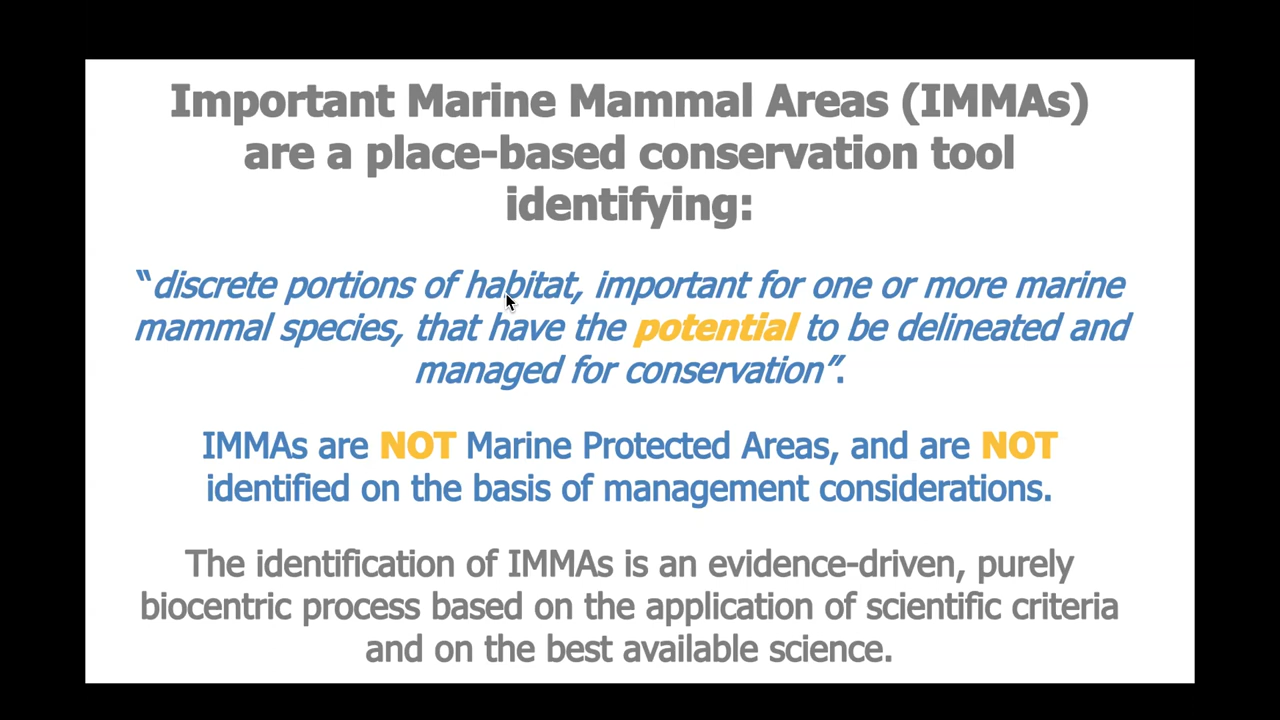 Important Marine Mammal Areas (IMMAs)
are a place-based conservation tool
identifying:
“discrete portions of habitat, important for one or more marine
mammal species, that have the potential to be delineated and
managed for conservation”.
IMMAs are NOT Marine Protected Areas, and are NOT
identified on the basis of management considerations.
The identification of IMMAs is an evidence-driven, purely
biocentric process based on the application of scientific criteria
and on the best available science.